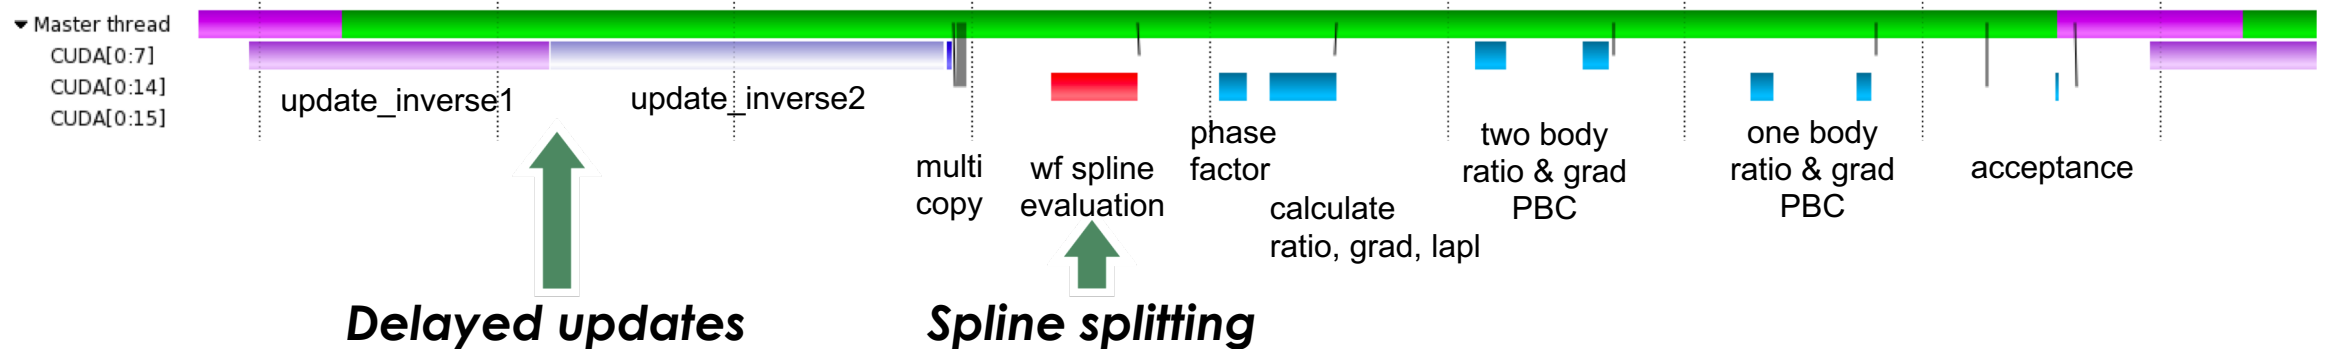 Master thread
CUDA[0:7]
CUDA[0:14]
CUDA[0:15]
update_inverse1
update_inverse2
multi
copy
wf spline
evaluation
phase
factor
calculate
ratio, grad, lapl
two body
ratio & grad
PBC
one body
ratio & grad
PBC
acceptance
Delayed updates
Spline splitting